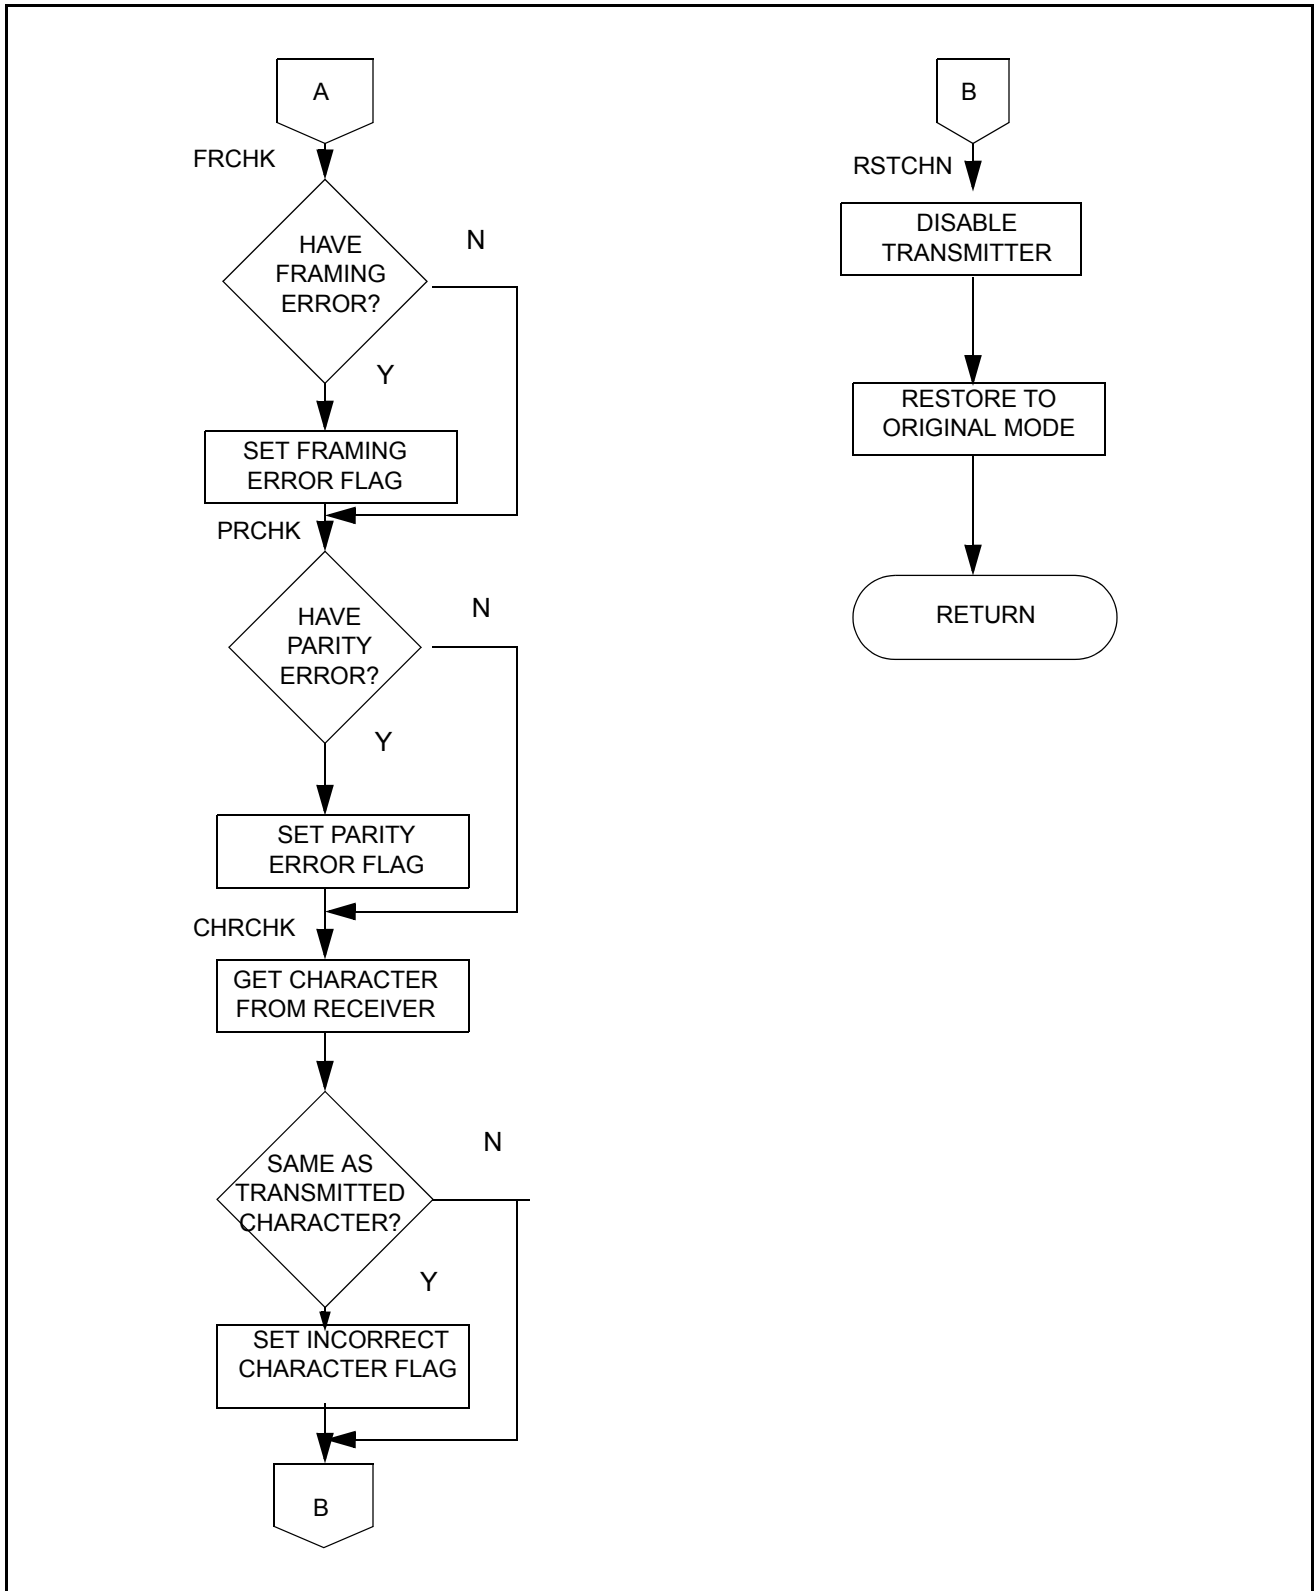 A
FRCHK
HAVE
FRAMING
ERROR?
N
Y
SET FRAMING
ERROR FLAG
PRCHK
HAVE
PARITY
ERROR?
N
Y
SET PARITY
ERROR FLAG
CHRCHK
GET CHARACTER
FROM RECEIVER
SAME AS
TRANSMITTED
CHARACTER?
N
Y
SET INCORRECT
CHARACTER FLAG
B
B
RSTCHN
DISABLE
TRANSMITTER
RESTORE TO
ORIGINAL MODE
RETURN